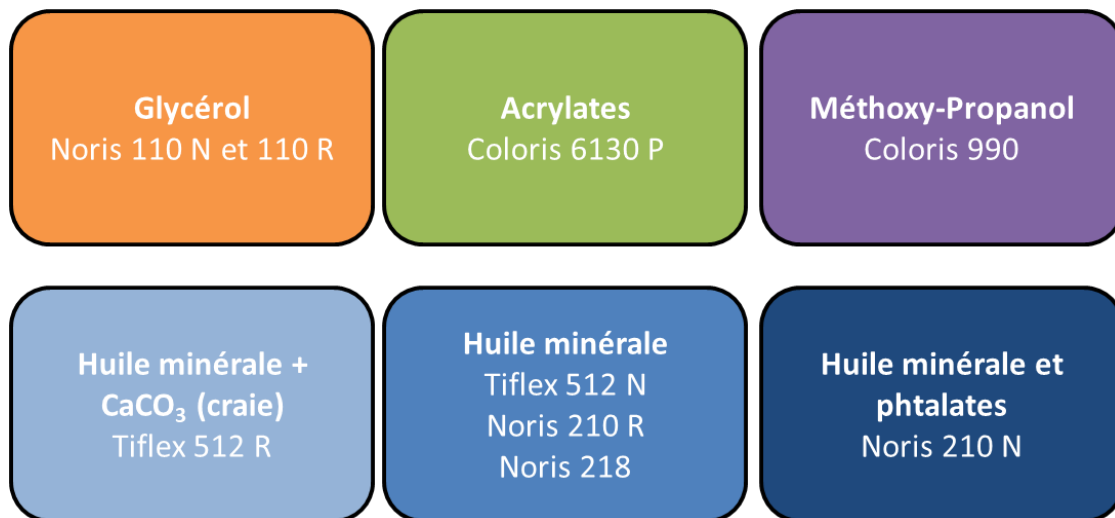 Glycérol
Noris 110 N et 110 R
Acrylates
Coloris 6130 P
Méthoxy-Propanol
Coloris 990
Huile minérale +
CaCO₃ (craie)
Tiflex 512 R
Huile minérale
Tiflex 512 N
Noris 210 R
Noris 218
Huile minérale et
phtalates
Noris 210 N